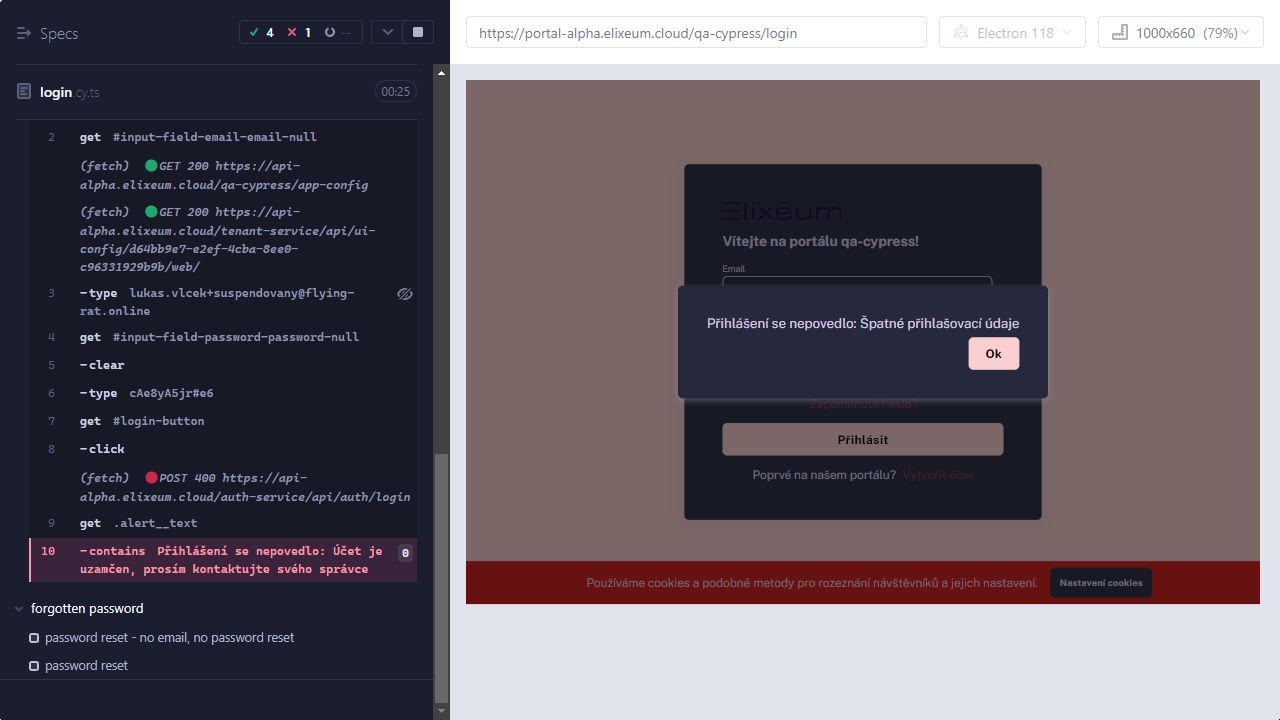 Specs
4
1
--
login.cy.ts
00:25
2 get #input-field-email-email-null
(fetch) GET 200 https://api-
alpha.elixeum.cloud/qa-cypress/app-config
(fetch) GET 200 https://api-
alpha.elixeum.cloud/tenant-service/api/ui-
config/d64bb9e7-e2ef-4cba-8ee0-
c96331929b9b/web/
3 -type lukas.vlcek+suspendovany@flying-
rat.online
4 get #input-field-password-password-null
5 -clear
6 -type cAe8yA5jr#e6
7 get #login-button
8 -click
(fetch) POST 400 https://api-
alpha.elixeum.cloud/auth-service/api/auth/login
9 get .alert__text
10 -contains Přihlášení se nepovedlo: Účet je
uzamčen, prosím kontaktujte svého správce
0
forgotten password
password reset - no email, no password reset
password reset
https://portal-alpha.elixeum.cloud/qa-cypress/login
Electron 118
1000x660 (79%)
Elixeum
Vítejte na portálu qa-cypress!
Email
Přihlášení se nepovedlo: Špatné přihlašovací údaje
Ok
Zapomenuté heslo?
Přihlásit
Poprvé na našem portálu? Vytvořit účet
Používáme cookies a podobné metody pro rozeznání návštěvníků a jejich nastavení.
Nastavení cookies